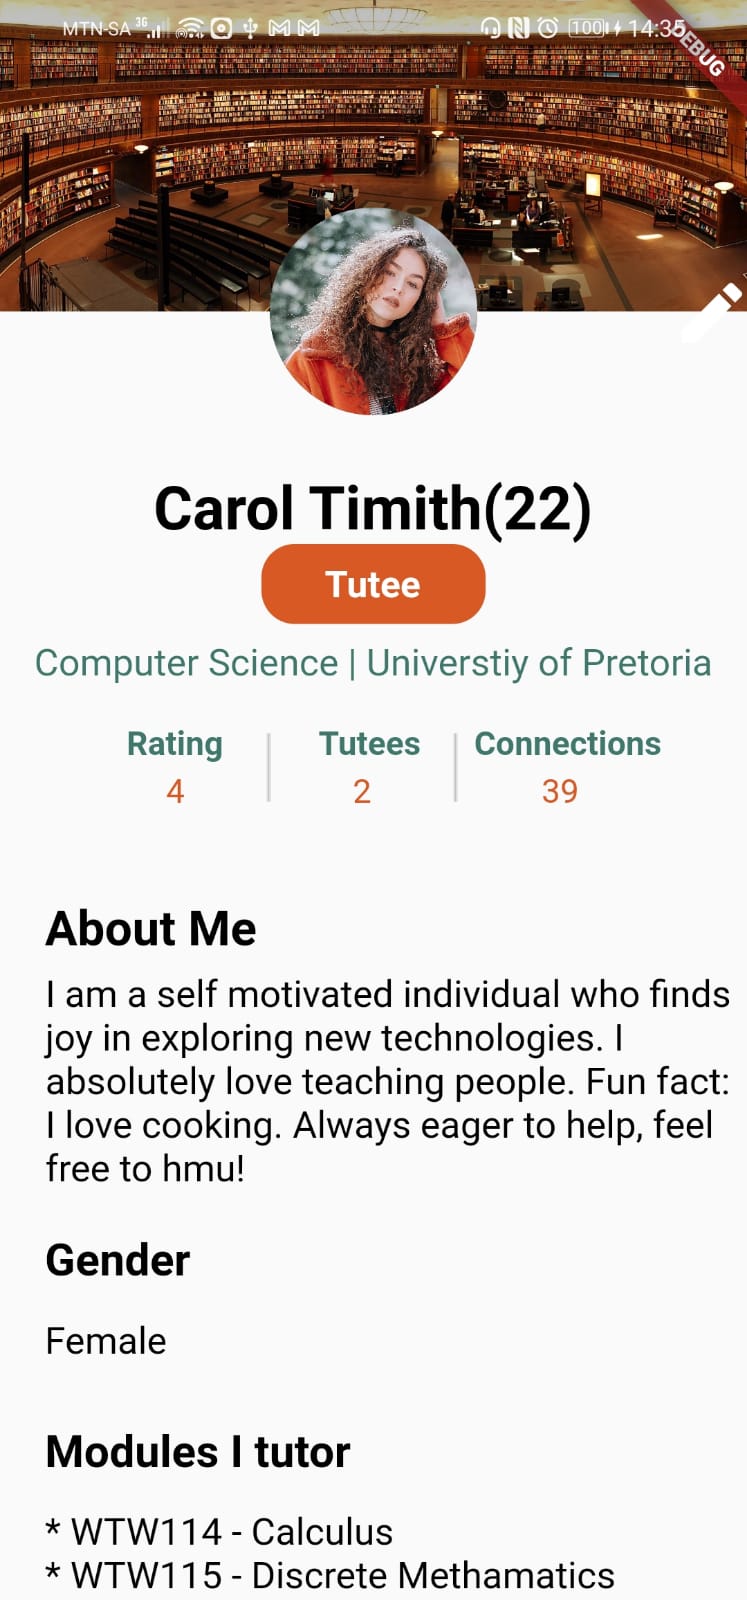 MTN-SA 3G 100 14:35
DEBUG
Carol Timith(22)
Tutee
Computer Science | Universtiy of Pretoria
Rating Tutees Connections
4 2 39
About Me
I am a self motivated individual who finds
joy in exploring new technologies. I
absolutely love teaching people. Fun fact:
I love cooking. Always eager to help, feel
free to hmu!
Gender
Female
Modules I tutor
* WTW114 - Calculus
* WTW115 - Discrete Methamatics